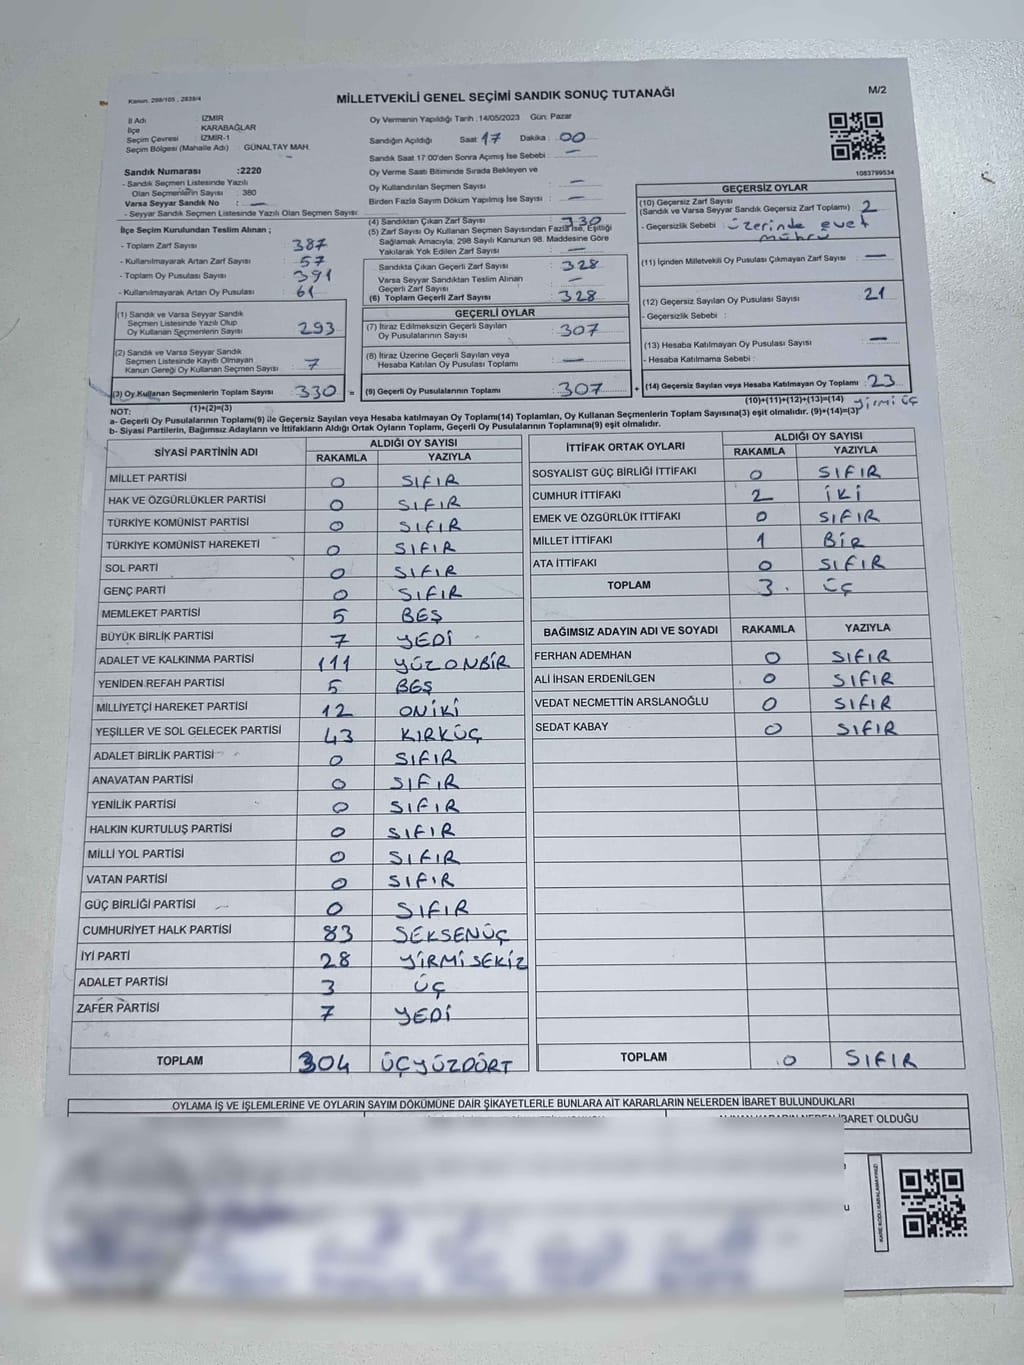 Kanun. 298/105 , 2839/4
MİLLETVEKİLİ GENEL SEÇİMİ SANDIK SONUÇ TUTANAĞI
M/2
İl Adı İZMİR
İlçe KARABAĞLAR
Seçim Çevresi İZMİR-1
Seçim Bölgesi (Mahalle Adı) GÜNALTAY MAH.
Sandık Numarası :2220
- Sandık Seçmen Listesinde Yazılı
Olan Seçmenlerin Sayısı : 380
Varsa Seyyar Sandık No : —
- Seyyar Sandık Seçmen Listesinde Yazılı Olan Seçmen Sayısı:
İlçe Seçim Kurulundan Teslim Alınan ;
- Toplam Zarf Sayısı : 387
- Kullanılmayarak Artan Zarf Sayısı : 57
- Toplam Oy Pusulası Sayısı : 391
- Kullanılmayarak Artan Oy Pusulası : 61
(1) Sandık ve Varsa Seyyar Sandık
Seçmen Listesinde Yazılı Olup
Oy Kullanan Seçmenlerin Sayısı : 293
(2) Sandık ve Varsa Seyyar Sandık
Seçmen Listesinde Kayıtlı Olmayan
Kanun Gereği Oy Kullanan Seçmen Sayısı : 7
(3) Oy Kullanan Seçmenlerin Toplam Sayısı : 330 =
(1)+(2)=(3)
Oy Vermenin Yapıldığı Tarih :14/05/2023 Gün: Pazar
Sandığın Açıldığı Saat : 17 Dakika : 00
Sandık Saat 17:00'den Sonra Açımış İse Sebebi : —
Oy Verme Saati Bitiminde Sırada Bekleyen ve
Oy Kullandırılan Seçmen Sayısı : —
Birden Fazla Sayım Döküm Yapılmış İse Sayısı : —
(4) Sandıktan Çıkan Zarf Sayısı : 330
(5) Zarf Sayısı Oy Kullanan Seçmen Sayısından Fazla ise, Eşitliği
Sağlamak Amacıyla; 298 Sayılı Kanunun 98. Maddesine Göre
Yakılarak Yok Edilen Zarf Sayısı : —
Sandıkta Çıkan Geçerli Zarf Sayısı : 328
Varsa Seyyar Sandıktan Teslim Alınan
Geçerli Zarf Sayısı : —
(6) Toplam Geçerli Zarf Sayısı : 328
GEÇERLİ OYLAR
(7) İtiraz Edilmeksizin Geçerli Sayılan
Oy Pusulalarının Sayısı : 307
(8) İtiraz Üzerine Geçerli Sayılan veya
Hesaba Katılan Oy Pusulası Toplamı : —
(9) Geçerli Oy Pusulalarının Toplamı : 307 +
1083799534
GEÇERSİZ OYLAR
(10) Geçersiz Zarf Sayısı
(Sandık ve Varsa Seyyar Sandık Geçersiz Zarf Toplamı) : 2
- Geçersizlik Sebebi : üzerinde evet
mührü
(11) İçinden Milletvekili Oy Pusulası Çıkmayan Zarf Sayısı : —
(12) Geçersiz Sayılan Oy Pusulası Sayısı : 21
- Geçersizlik Sebebi :
(13) Hesaba Katılmayan Oy Pusulası Sayısı : —
- Hesaba Katılmama Sebebi :
(14) Geçersiz Sayılan veya Hesaba Katılmayan Oy Toplamı : 23
(10)+(11)+(12)+(13)=(14) yirmi üç
NOT:
a- Geçerli Oy Pusulalarının Toplamı(9) ile Geçersiz Sayılan veya Hesaba katılmayan Oy Toplamı(14) Toplamları, Oy Kullanan Seçmenlerin Toplam Sayısına(3) eşit olmalıdır. (9)+(14)=(3)
b- Siyasi Partilerin, Bağımsız Adayların ve İttifakların Aldığı Ortak Oyların Toplamı, Geçerli Oy Pusulalarının Toplamına(9) eşit olmalıdır.
SİYASİ PARTİNİN ADI ALDIĞI OY SAYISI
RAKAMLA YAZIYLA
MİLLET PARTİSİ 0 SIFIR
HAK VE ÖZGÜRLÜKLER PARTİSİ 0 SIFIR
TÜRKİYE KOMÜNİST PARTİSİ 0 SIFIR
TÜRKİYE KOMÜNİST HAREKETİ 0 SIFIR
SOL PARTİ 0 SIFIR
GENÇ PARTİ 0 SIFIR
MEMLEKET PARTİSİ 5 BEŞ
BÜYÜK BİRLİK PARTİSİ 7 YEDİ
ADALET VE KALKINMA PARTİSİ 111 YÜZONBİR
YENİDEN REFAH PARTİSİ 5 BEŞ
MİLLİYETÇİ HAREKET PARTİSİ 12 ONİKİ
YEŞİLLER VE SOL GELECEK PARTİSİ 43 KIRKÜÇ
ADALET BİRLİK PARTİSİ 0 SIFIR
ANAVATAN PARTİSİ 0 SIFIR
YENİLİK PARTİSİ 0 SIFIR
HALKIN KURTULUŞ PARTİSİ 0 SIFIR
MİLLİ YOL PARTİSİ 0 SIFIR
VATAN PARTİSİ 0 SIFIR
GÜÇ BİRLİĞİ PARTİSİ 0 SIFIR
CUMHURİYET HALK PARTİSİ 83 SEKSENÜÇ
İYİ PARTİ 28 YİRMİSEKİZ
ADALET PARTİSİ 3 ÜÇ
ZAFER PARTİSİ 7 YEDİ
TOPLAM 304 ÜÇYÜZDÖRT
İTTİFAK ORTAK OYLARI ALDIĞI OY SAYISI
RAKAMLA YAZIYLA
SOSYALIST GÜÇ BİRLİĞİ İTTİFAKI 0 SIFIR
CUMHUR İTTİFAKI 2 İKİ
EMEK VE ÖZGÜRLÜK İTTİFAKI 0 SIFIR
MİLLET İTTİFAKI 1 BİR
ATA İTTİFAKI 0 SIFIR
TOPLAM 3 ÜÇ
BAĞIMSIZ ADAYIN ADI VE SOYADI RAKAMLA YAZIYLA
FERHAN ADEMHAN 0 SIFIR
ALİ İHSAN ERDENİLGEN 0 SIFIR
VEDAT NECMETTİN ARSLANOĞLU 0 SIFIR
SEDAT KABAY 0 SIFIR
TOPLAM 0 SIFIR
OYLAMA İŞ VE İŞLEMLERİNE VE OYLARIN SAYIM DÖKÜMÜNE DAİR ŞİKAYETLERLE BUNLARA AİT KARARLARIN NELERDEN İBARET BULUNDUKLARI
İBARET OLDUĞU